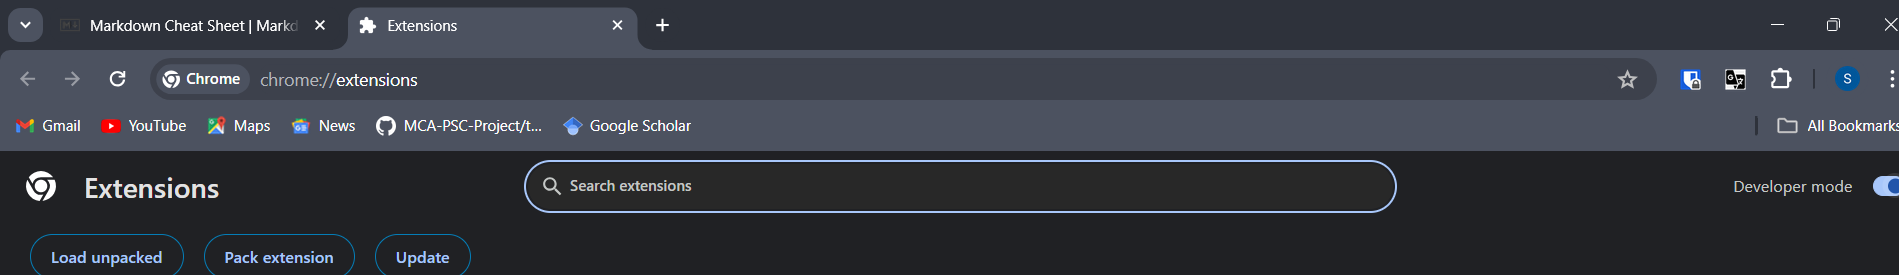 Markdown Cheat Sheet | Markd
Extensions
Chrome chrome://extensions
S
Gmail YouTube Maps News MCA-PSC-Project/t... Google Scholar All Bookmarks
Extensions Search extensions Developer mode
Load unpacked Pack extension Update